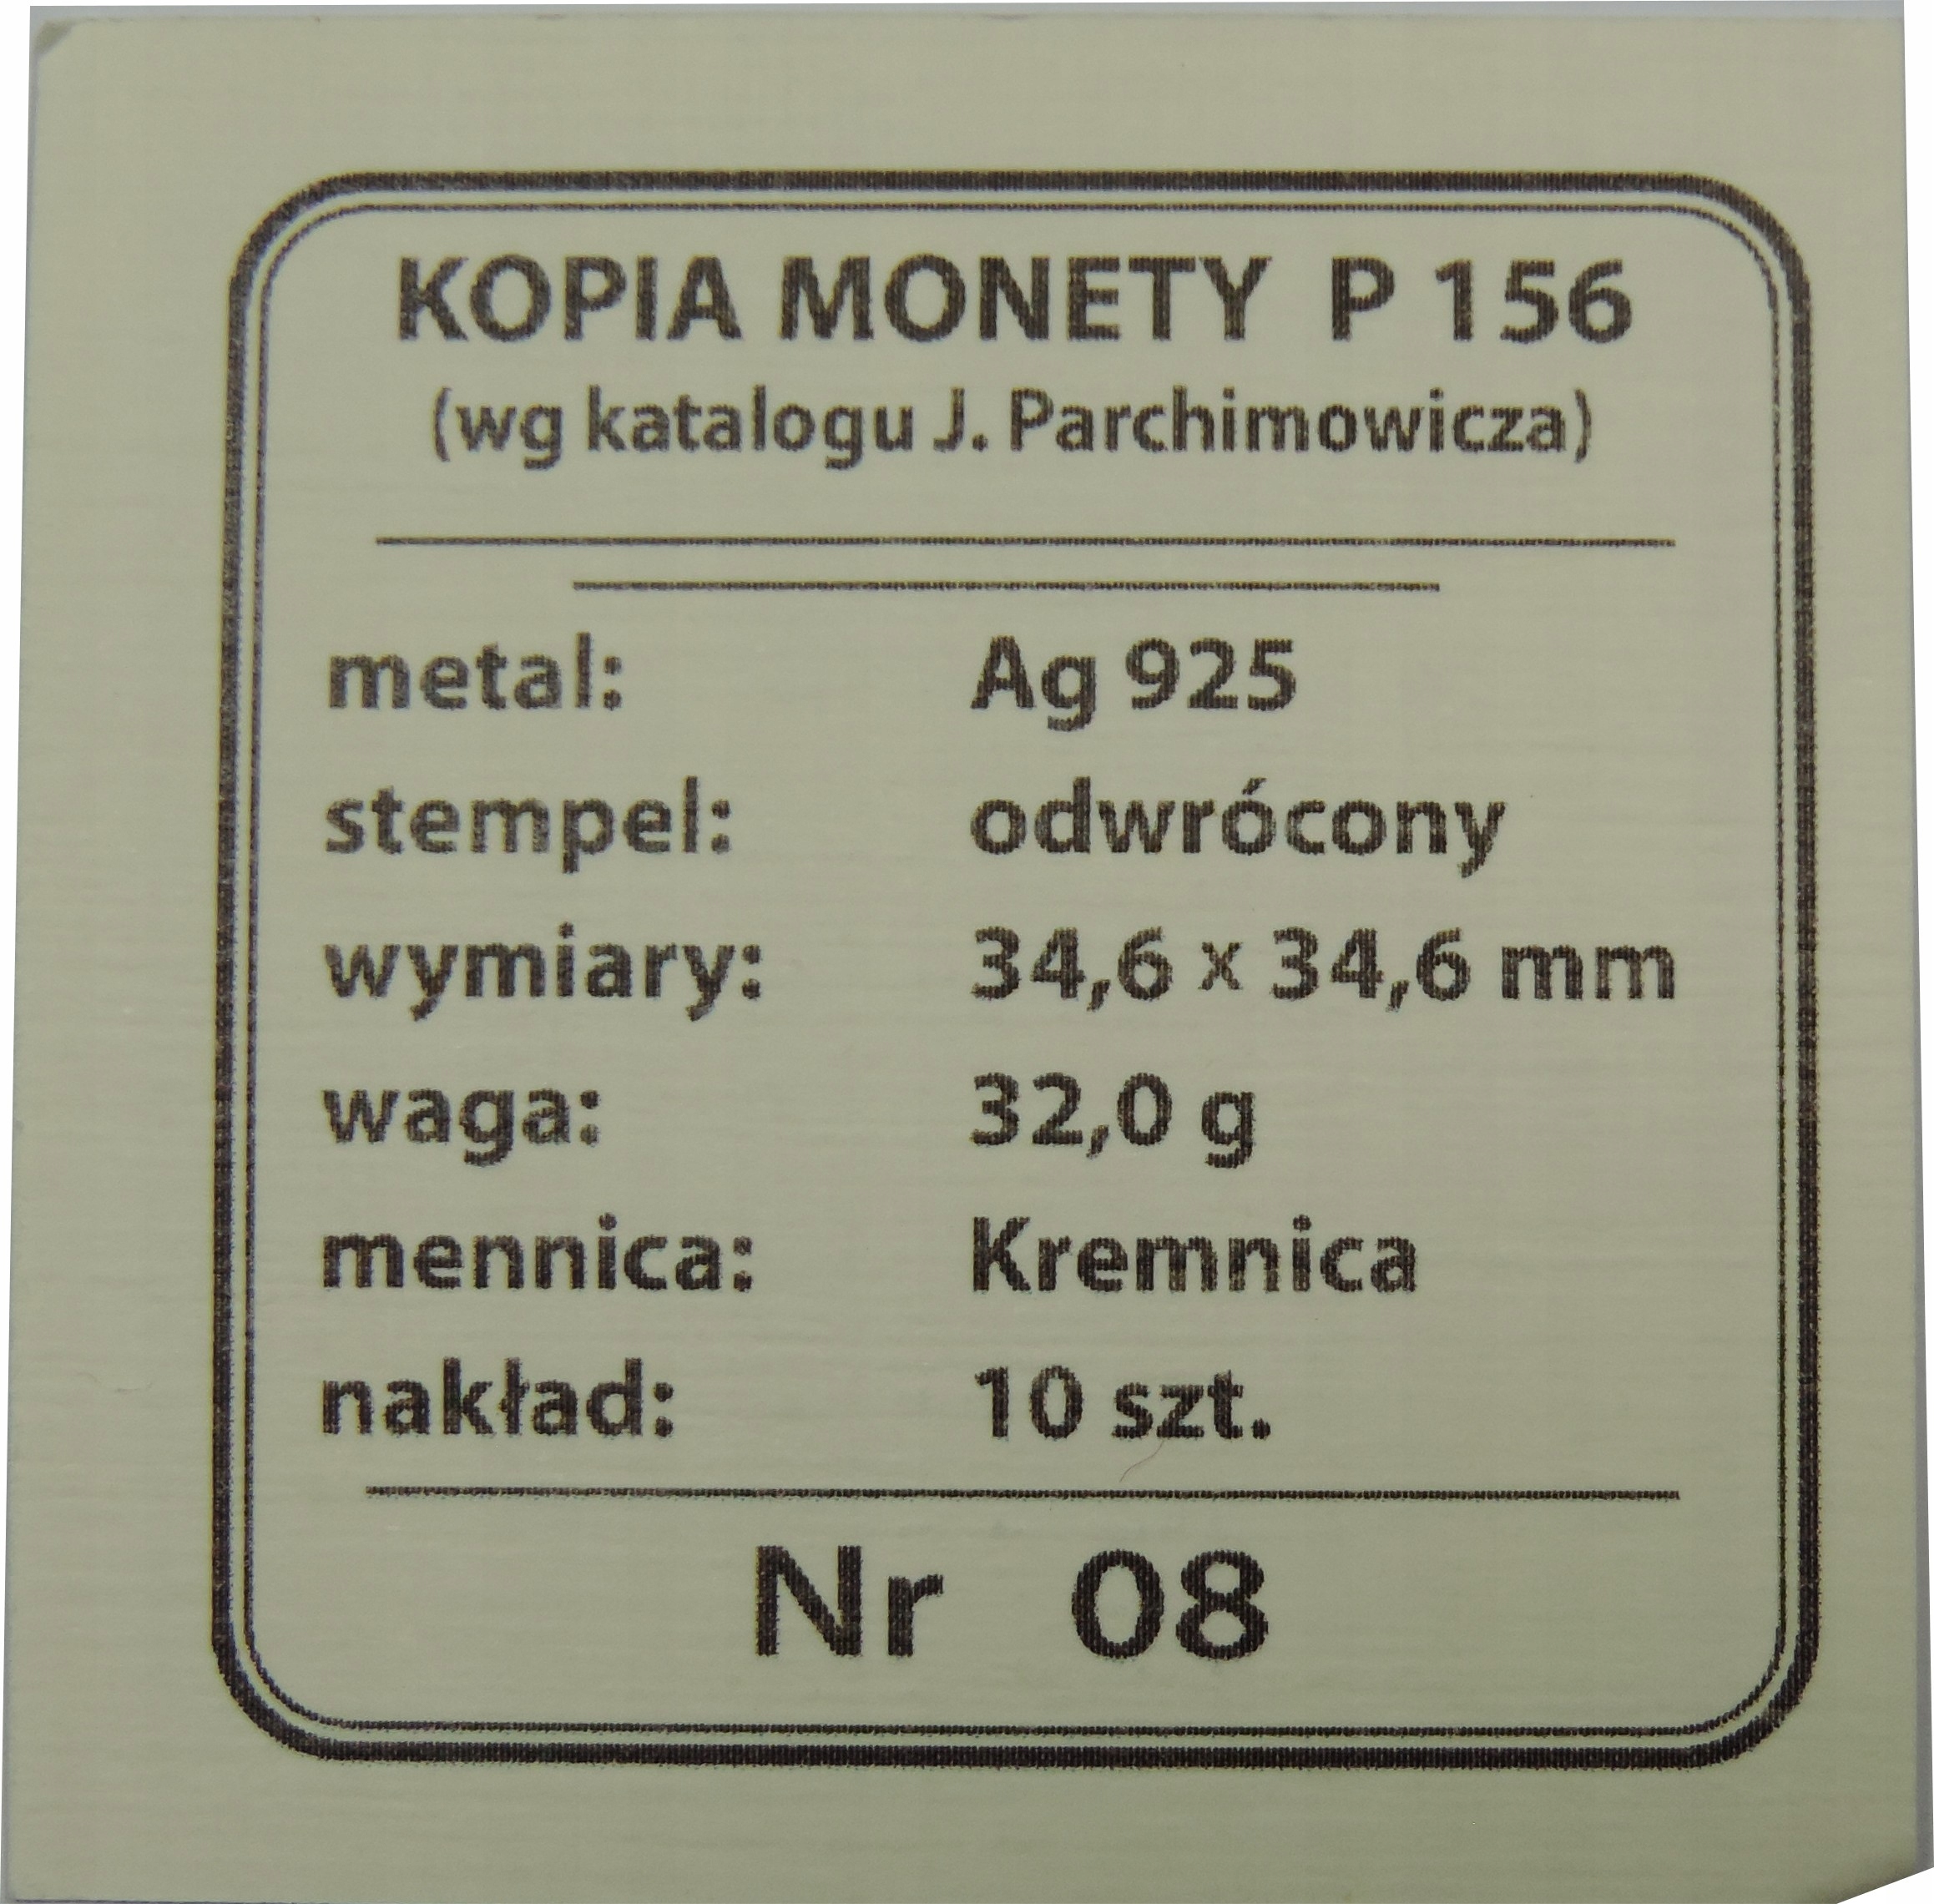 KOPIA MONETY P 156
(wg katalogu J. Parchimowicza)
metal: Ag 925
stempel: odwrócony
wymiary: 34,6 x 34,6 mm
waga: 32,0 g
mennica: Kremnica
nakład: 10 szt.
Nr 08